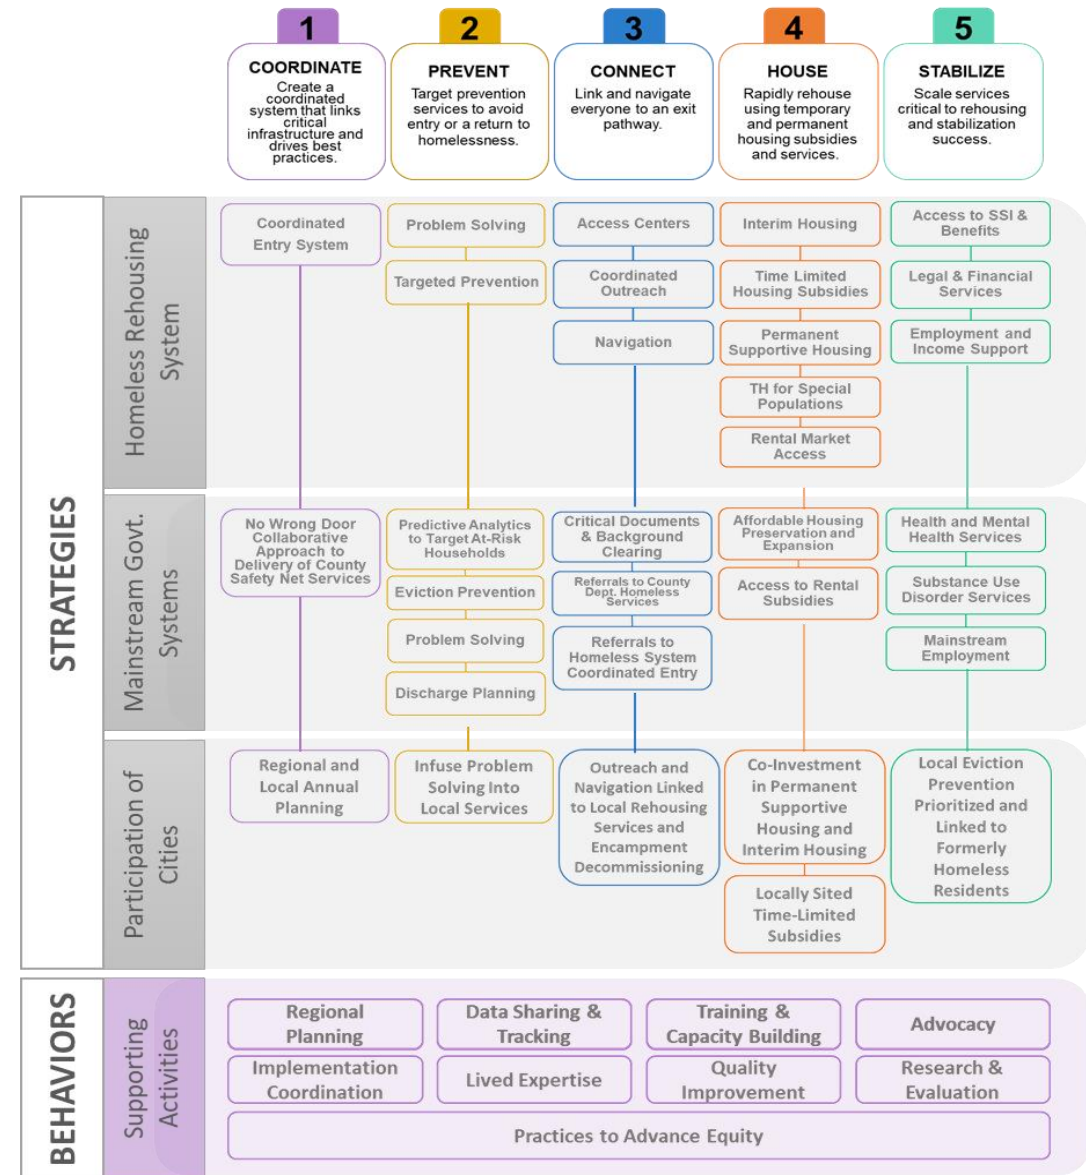 1
COORDINATE
Create a
coordinated
system that links
critical
infrastructure and
drives best
practices.
2
PREVENT
Target prevention
services to avoid
entry or a return to
homelessness.
3
CONNECT
Link and navigate
everyone to an exit
pathway.
4
HOUSE
Rapidly rehouse
using temporary
and permanent
housing subsidies
and services.
5
STABILIZE
Scale services
critical to rehousing
and stabilization
success.
STRATEGIES
Homeless Rehousing
System
Coordinated
Entry System
Problem Solving
Targeted Prevention
Access Centers
Coordinated
Outreach
Navigation
Interim Housing
Time Limited
Housing Subsidies
Permanent
Supportive Housing
TH for Special
Populations
Rental Market
Access
Access to SSI &
Benefits
Legal & Financial
Services
Employment and
Income Support
Mainstream Govt.
Systems
No Wrong Door
Collaborative
Approach to
Delivery of County
Safety Net Services
Predictive Analytics
to Target At-Risk
Households
Eviction Prevention
Problem Solving
Discharge Planning
Critical Documents
& Background
Clearing
Referrals to County
Dept. Homeless
Services
Referrals to
Homeless System
Coordinated Entry
Affordable Housing
Preservation and
Expansion
Access to Rental
Subsidies
Health and Mental
Health Services
Substance Use
Disorder Services
Mainstream
Employment
Participation of
Cities
Regional and
Local Annual
Planning
Infuse Problem
Solving Into
Local Services
Outreach and
Navigation Linked
to Local Rehousing
Services and
Encampment
Decommissioning
Co-Investment
in Permanent
Supportive
Housing and
Interim Housing
Locally Sited
Time-Limited
Subsidies
Local Eviction
Prevention
Prioritized and
Linked to
Formerly
Homeless
Residents
BEHAVIORS
Supporting
Activities
Regional
Planning
Data Sharing &
Tracking
Training &
Capacity Building
Advocacy
Implementation
Coordination
Lived Expertise
Quality
Improvement
Research &
Evaluation
Practices to Advance Equity